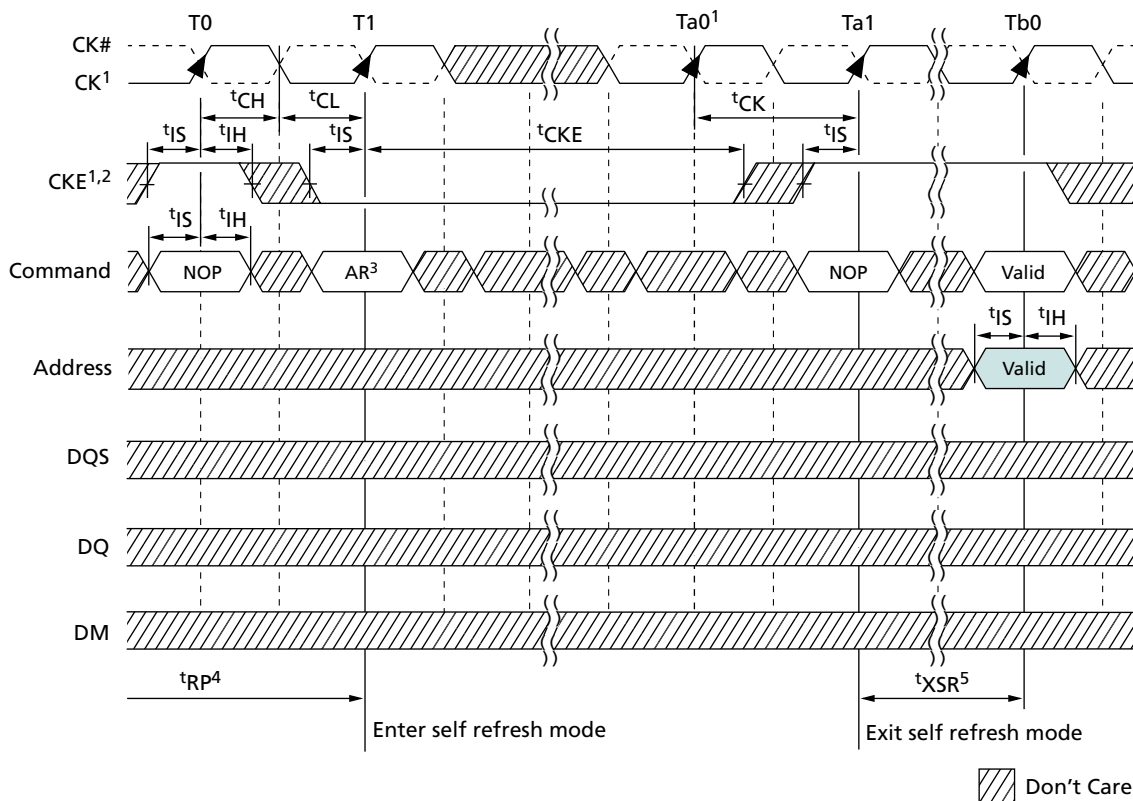 T0 T1 Ta0¹ Ta1 Tb0
CK#
CK¹
tCH tCL tCK
tIS tIH tIS tCKE tIS
CKE¹,²
tIS tIH
Command NOP AR³ NOP Valid
tIS tIH
Address Valid
DQS
DQ
DM
tRP⁴ tXSR⁵
Enter self refresh mode Exit self refresh mode
Don't Care